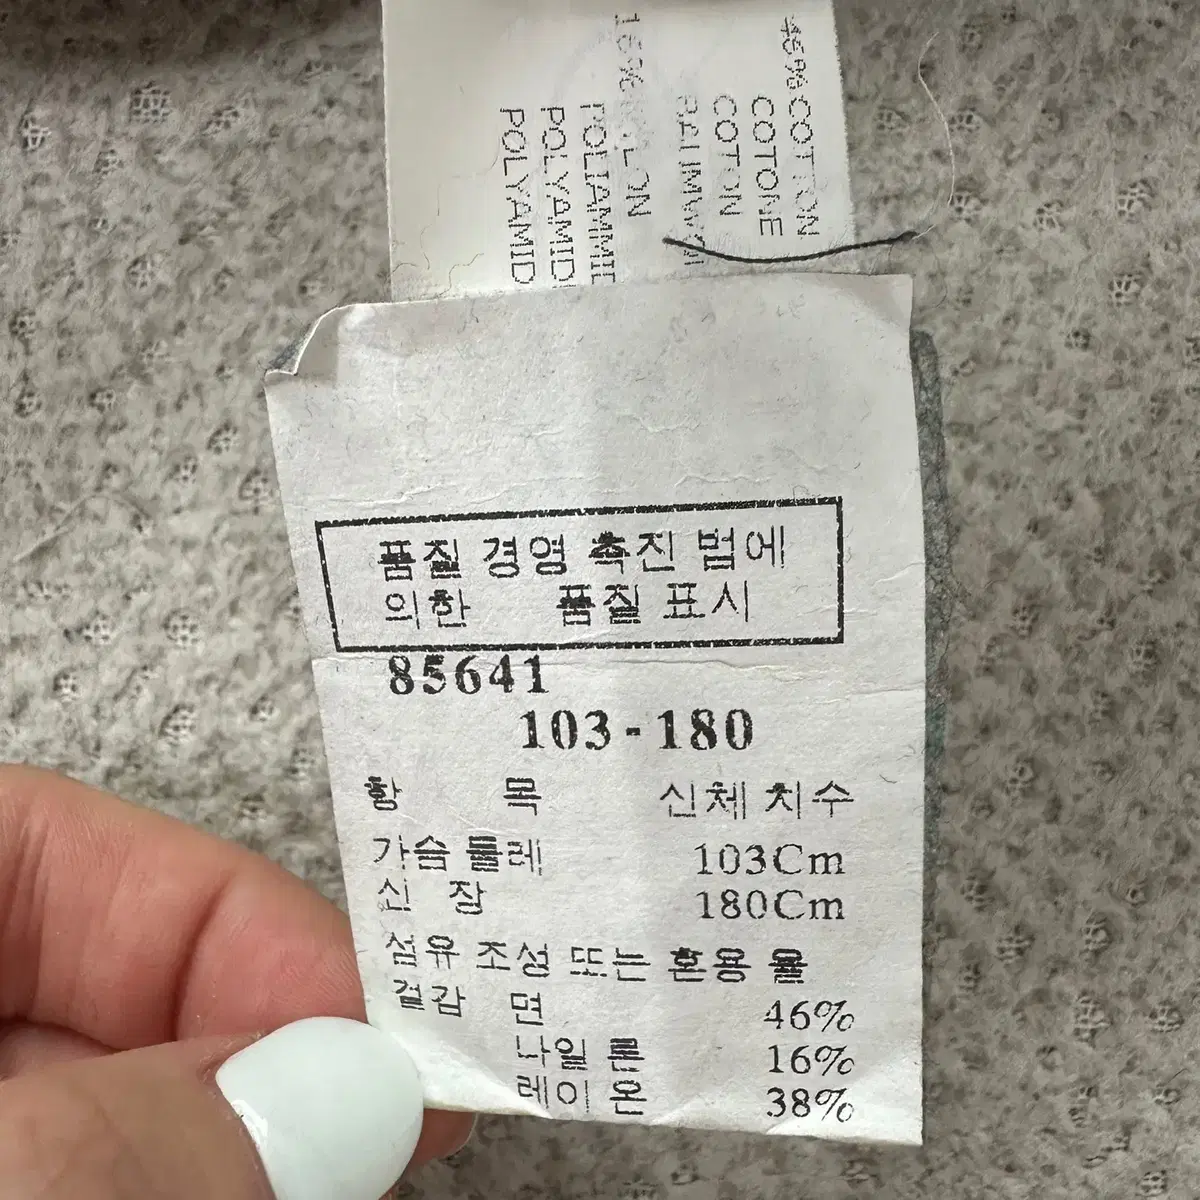 46% COTTON
COTONE
COTON
16% NYLON
POLIAMMIDE
POLYAMIDE
POLYAMID
품질 경영 촉진 법에
의한 품질 표시
85641
103-180
항 목 신체 치수
가슴 둘레 103Cm
신 장 180Cm
섬유 조성 또는 혼용 율
겉감 면 46%
나일론 16%
레이온 38%